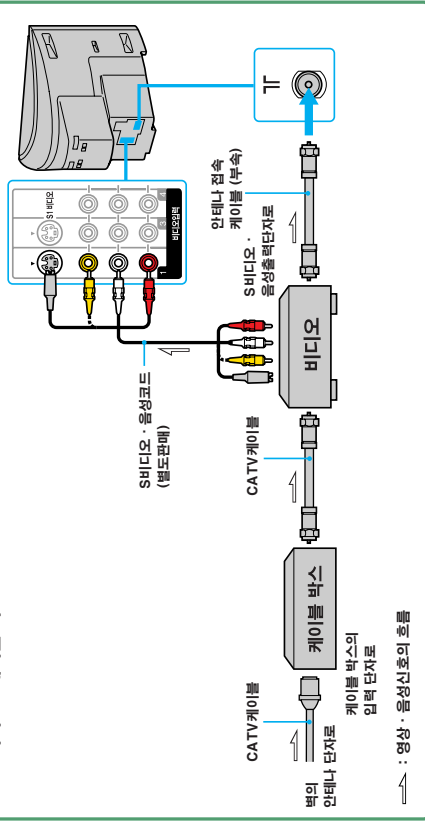 S1 비디오
1
3
4
비디오입력
S비디오 · 음성코드
(별도판매)
안테나 접속
케이블 (부속)
S비디오 ·
음성출력단자로
비디오
CATV케이블
케이블 박스
케이블 박스의
입력 단자로
CATV케이블
벽의
안테나 단자로
: 영상 · 음성신호의 흐름